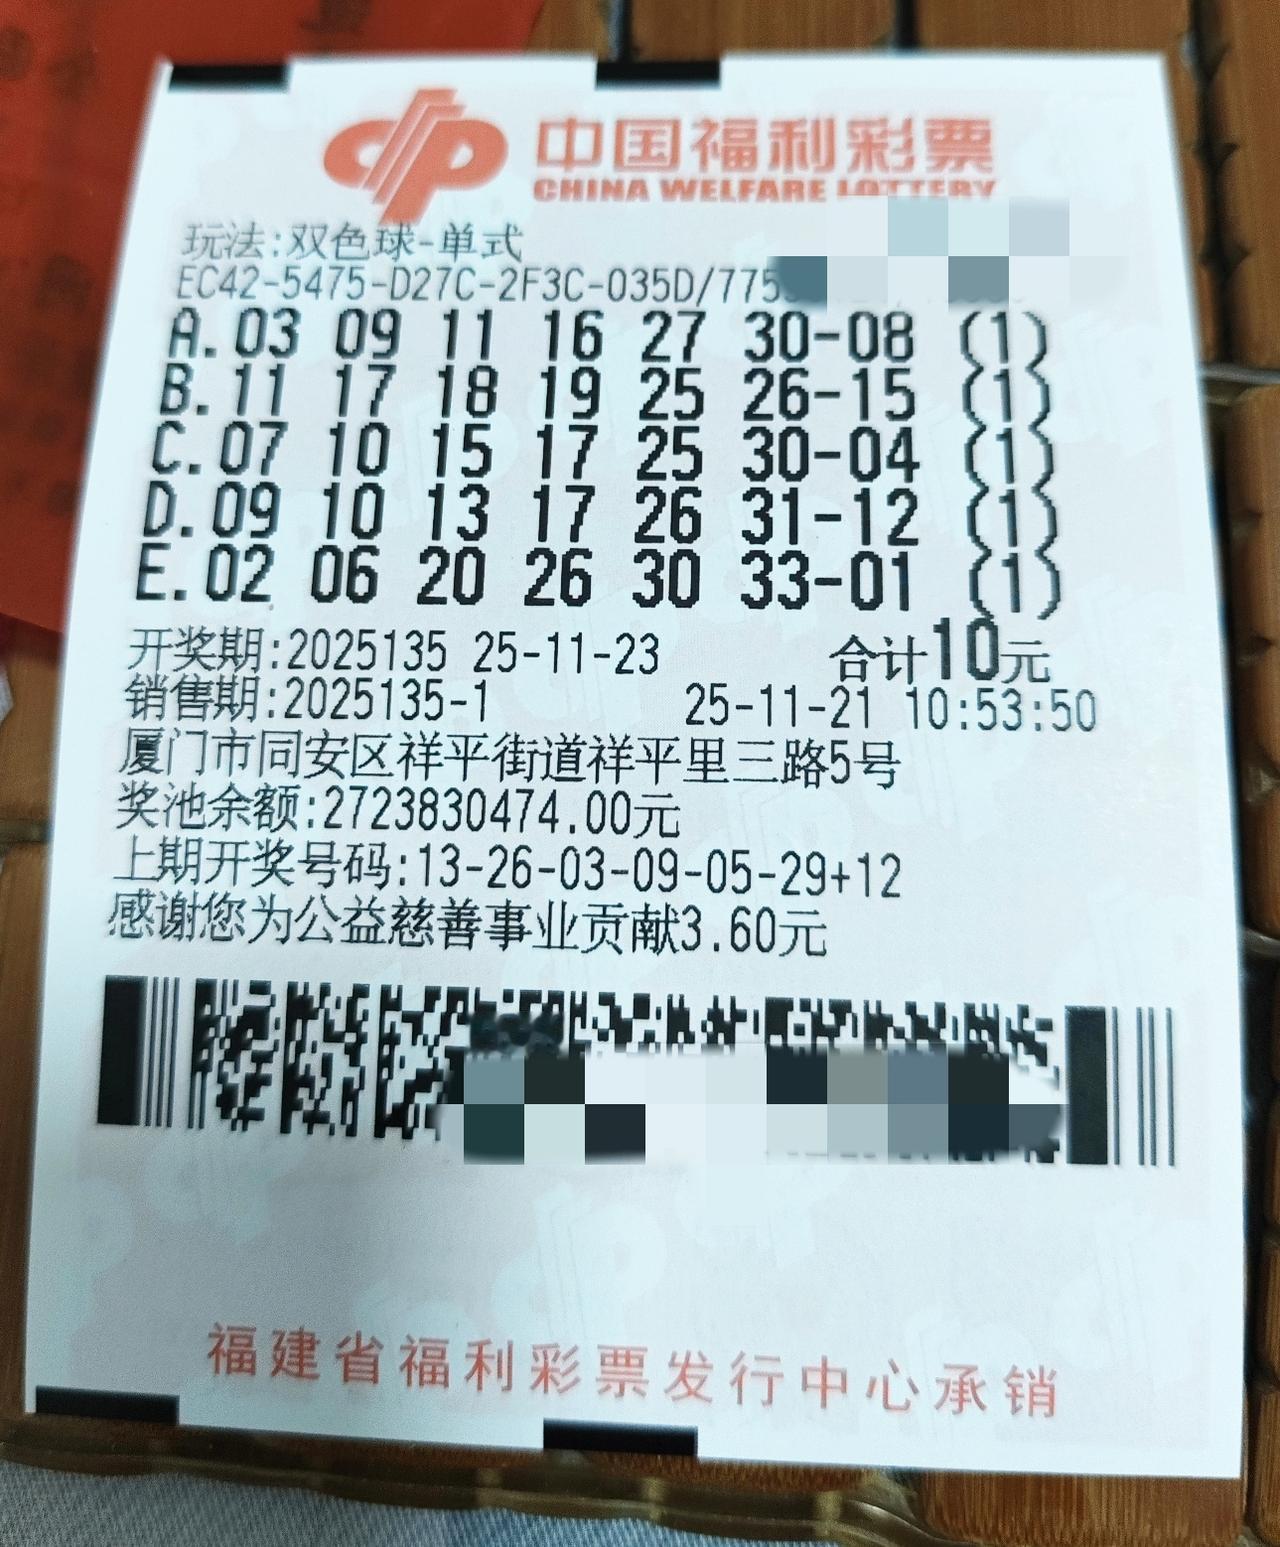 中国福利彩票
CHINA WELFARE LOTTERY
玩法:双色球-单式
EC42-5475-D27C-2F3C-035D/775
A.03 09 11 16 27 30-08 (1)
B.11 17 18 19 25 26-15 (1)
C.07 10 15 17 25 30-04 (1)
D.09 10 13 17 26 31-12 (1)
E.02 06 20 26 30 33-01 (1)
开奖期:2025135 25-11-23 合计10元
销售期:2025135-1 25-11-21 10:53:50
厦门市同安区祥平街道祥平里三路5号
奖池余额:2723830474.00元
上期开奖号码:13-26-03-09-05-29+12
感谢您为公益慈善事业贡献3.60元
福建省福利彩票发行中心承销